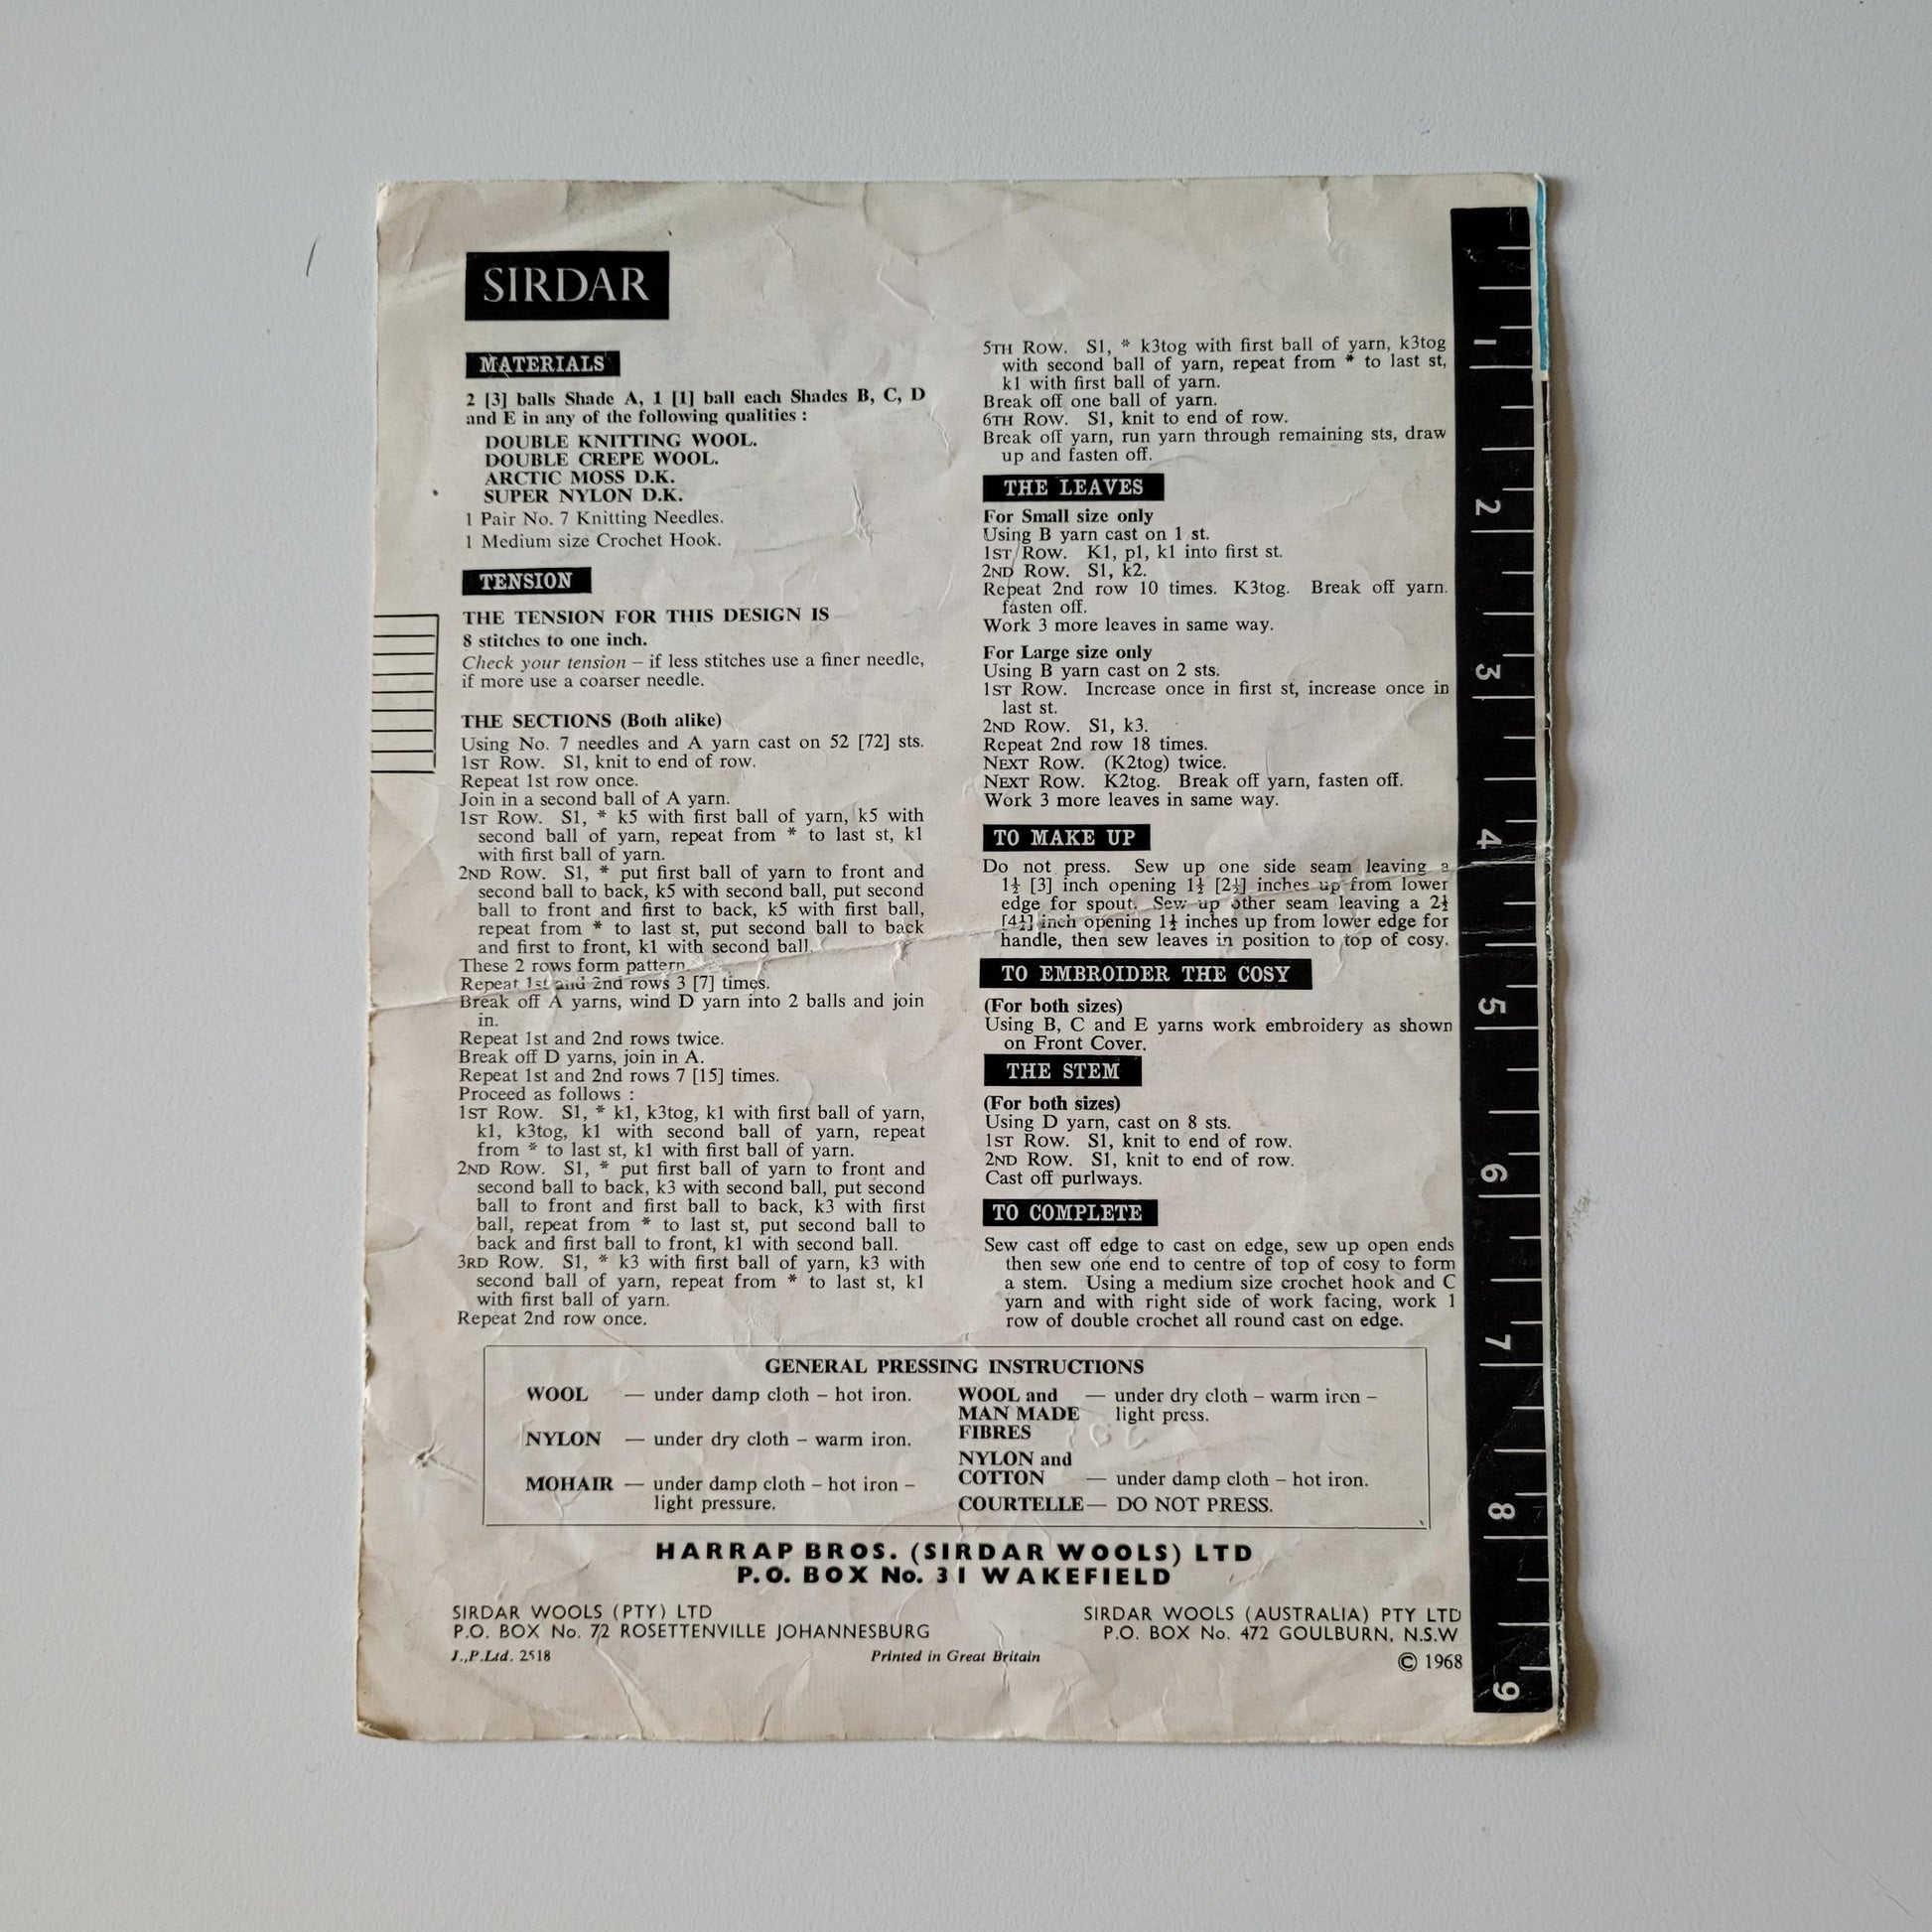 SIRDAR
MATERIALS
2 [3] balls Shade A, 1 [1] ball each Shades B, C, D
and E in any of the following qualities :
DOUBLE KNITTING WOOL.
DOUBLE CREPE WOOL.
ARCTIC MOSS D.K.
SUPER NYLON D.K.
1 Pair No. 7 Knitting Needles.
1 Medium size Crochet Hook.
TENSION
THE TENSION FOR THIS DESIGN IS
8 stitches to one inch.
Check your tension – if less stitches use a finer needle,
if more use a coarser needle.
THE SECTIONS (Both alike)
Using No. 7 needles and A yarn cast on 52 [72] sts.
1ST ROW. S1, knit to end of row.
Repeat 1st row once.
Join in a second ball of A yarn.
1ST ROW. S1, * k5 with first ball of yarn, k5 with
second ball of yarn, repeat from * to last st, k1
with first ball of yarn.
2ND ROW. S1, * put first ball of yarn to front and
second ball to back, k5 with second ball, put second
ball to front and first to back, k5 with first ball,
repeat from * to last st, put second ball to back
and first to front, k1 with second ball.
These 2 rows form pattern.
Repeat 1st and 2nd rows 3 [7] times.
Break off A yarns, wind D yarn into 2 balls and join
in.
Repeat 1st and 2nd rows twice.
Break off D yarns, join in A.
Repeat 1st and 2nd rows 7 [15] times.
Proceed as follows :
1ST ROW. S1, * k1, k3tog, k1 with first ball of yarn,
k1, k3tog, k1 with second ball of yarn, repeat
from * to last st, k1 with first ball of yarn.
2ND ROW. S1, * put first ball of yarn to front and
second ball to back, k3 with second ball, put second
ball to front and first ball to back, k3 with first
ball, repeat from * to last st, put second ball to
back and first ball to front, k1 with second ball.
3RD ROW. S1, * k3 with first ball of yarn, k3 with
second ball of yarn, repeat from * to last st, k1
with first ball of yarn.
Repeat 2nd row once.
5TH ROW. S1, * k3tog with first ball of yarn, k3tog
with second ball of yarn, repeat from * to last st,
k1 with first ball of yarn.
Break off one ball of yarn.
6TH ROW. S1, knit to end of row.
Break off yarn, run yarn through remaining sts, draw
up and fasten off.
THE LEAVES
For Small size only
Using B yarn cast on 1 st.
1ST ROW. K1, p1, k1 into first st.
2ND ROW. S1, k2.
Repeat 2nd row 10 times. K3tog. Break off yarn.
fasten off.
Work 3 more leaves in same way.
For Large size only
Using B yarn cast on 2 sts.
1ST ROW. Increase once in first st, increase once in
last st.
2ND ROW. S1, k3.
Repeat 2nd row 18 times.
NEXT ROW. (K2tog) twice.
NEXT ROW. K2tog. Break off yarn, fasten off.
Work 3 more leaves in same way.
TO MAKE UP
Do not press. Sew up one side seam leaving a
1½ [3] inch opening 1½ [2½] inches up from lower
edge for spout. Sew up other seam leaving a 2½
[4½] inch opening 1½ inches up from lower edge for
handle, then sew leaves in position to top of cosy.
TO EMBROIDER THE COSY
(For both sizes)
Using B, C and E yarns work embroidery as shown
on Front Cover.
THE STEM
(For both sizes)
Using D yarn, cast on 8 sts.
1ST ROW. S1, knit to end of row.
2ND ROW. S1, knit to end of row.
Cast off purlways.
TO COMPLETE
Sew cast off edge to cast on edge, sew up open ends
then sew one end to centre of top of cosy to form
a stem. Using a medium size crochet hook and C
yarn and with right side of work facing, work 1
row of double crochet all round cast on edge.
GENERAL PRESSING INSTRUCTIONS
WOOL — under damp cloth – hot iron.
NYLON — under dry cloth – warm iron.
MOHAIR — under damp cloth – hot iron –
light pressure.
WOOL and — under dry cloth – warm iron –
MAN MADE light press.
FIBRES
NYLON and
COTTON — under damp cloth – hot iron.
COURTELLE— DO NOT PRESS.
HARRAP BROS. (SIRDAR WOOLS) LTD
P.O. BOX No. 31 WAKEFIELD
SIRDAR WOOLS (PTY) LTD
P.O. BOX No. 72 ROSETTENVILLE JOHANNESBURG
SIRDAR WOOLS (AUSTRALIA) PTY LTD
P.O. BOX No. 472 GOULBURN, N.S.W
J.,P.Ltd. 2518
Printed in Great Britain
© 1968
1
2
3
4
5
6
7
8
9